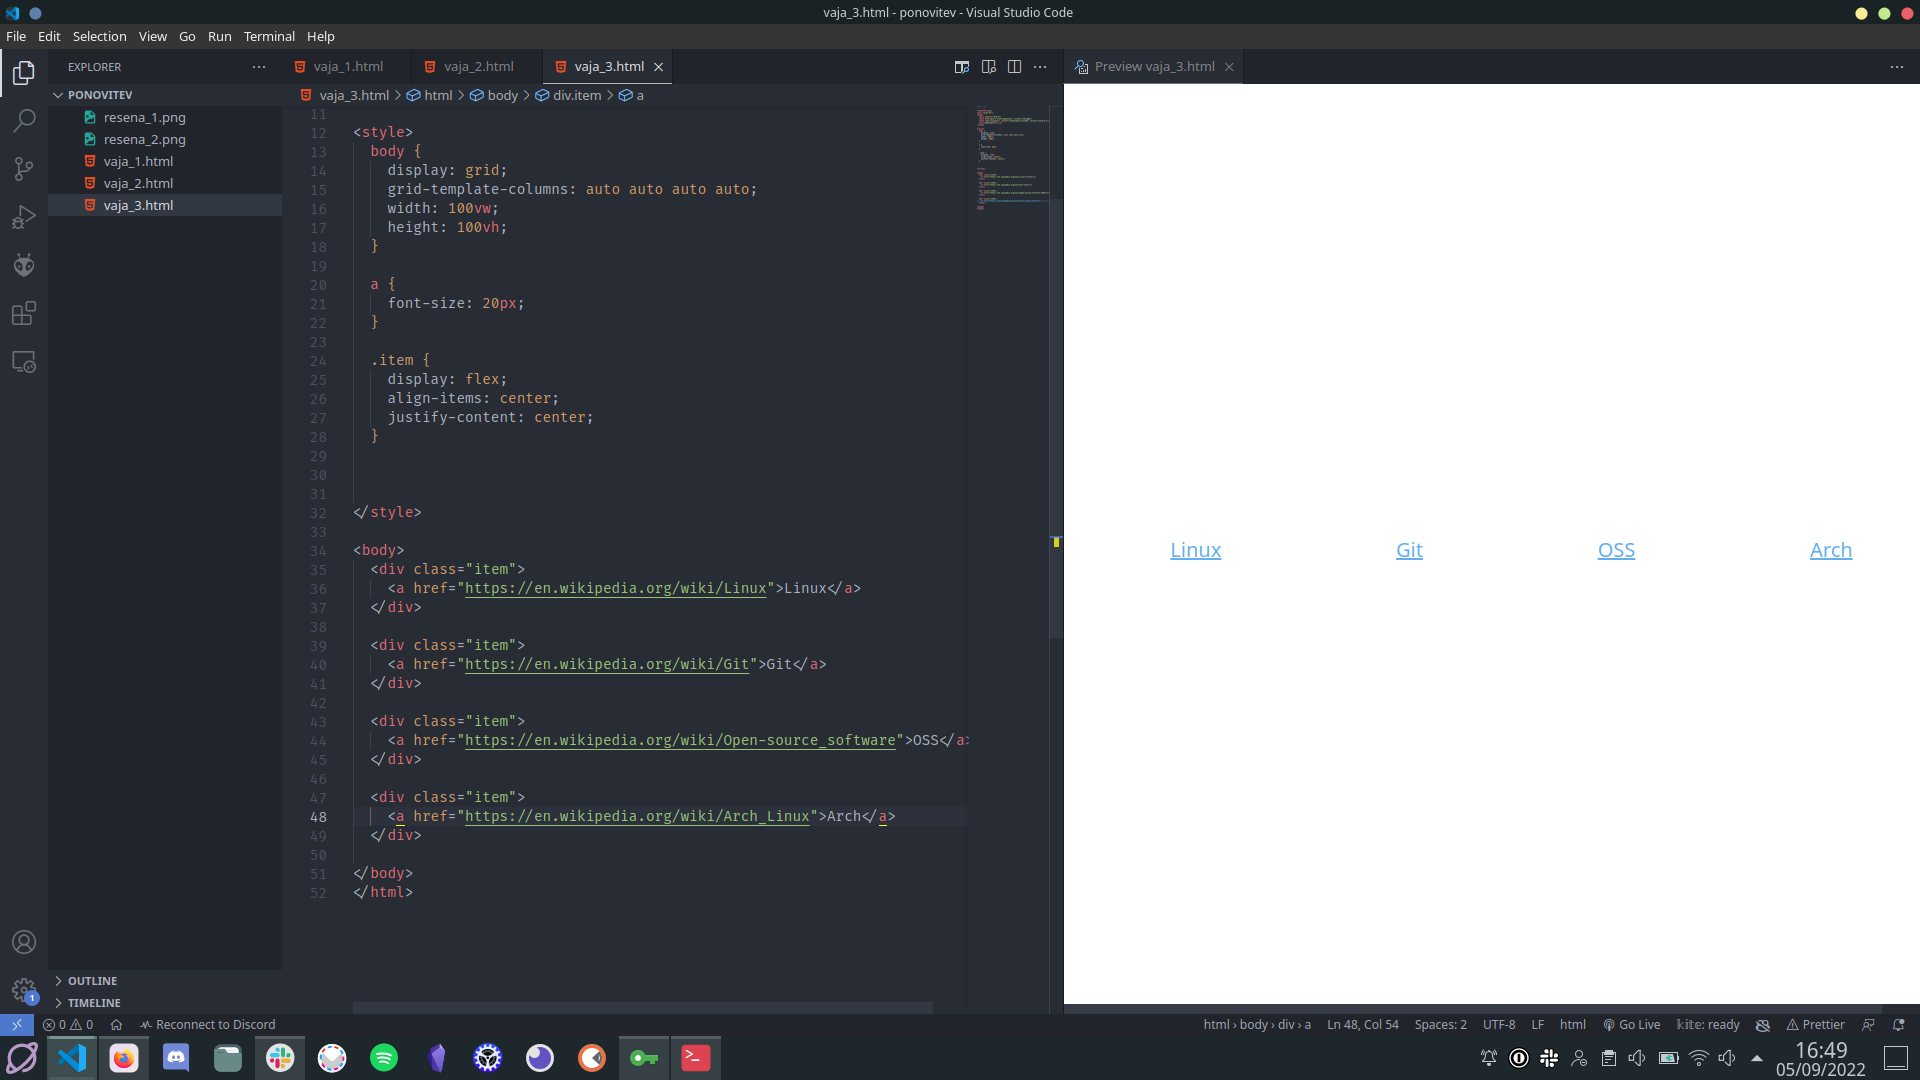 vaja_3.html - ponovitev - Visual Studio Code
File Edit Selection View Go Run Terminal Help
EXPLORER
PONOVITEV
resena_1.png
resena_2.png
vaja_1.html
vaja_2.html
vaja_3.html
OUTLINE
TIMELINE
vaja_1.html vaja_2.html vaja_3.html
vaja_3.html > html > body > div.item > a
11
12 <style>
13 body {
14 display: grid;
15 grid-template-columns: auto auto auto auto;
16 width: 100vw;
17 height: 100vh;
18 }
19
20 a {
21 font-size: 20px;
22 }
23
24 .item {
25 display: flex;
26 align-items: center;
27 justify-content: center;
28 }
29
30
31
32 </style>
33
34 <body>
35 <div class="item">
36 <a href="https://en.wikipedia.org/wiki/Linux">Linux</a>
37 </div>
38
39 <div class="item">
40 <a href="https://en.wikipedia.org/wiki/Git">Git</a>
41 </div>
42
43 <div class="item">
44 <a href="https://en.wikipedia.org/wiki/Open-source_software">OSS</a>
45 </div>
46
47 <div class="item">
48 <a href="https://en.wikipedia.org/wiki/Arch_Linux">Arch</a>
49 </div>
50
51 </body>
52 </html>
Preview vaja_3.html
Linux Git OSS Arch
1
0 0 Reconnect to Discord
html › body › div › a Ln 48, Col 54 Spaces: 2 UTF-8 LF html Go Live kite: ready Prettier
16:49
05/09/2022